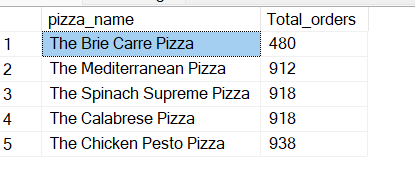 pizza_name Total_orders
1 The Brie Carre Pizza 480
2 The Mediterranean Pizza 912
3 The Spinach Supreme Pizza 918
4 The Calabrese Pizza 918
5 The Chicken Pesto Pizza 938